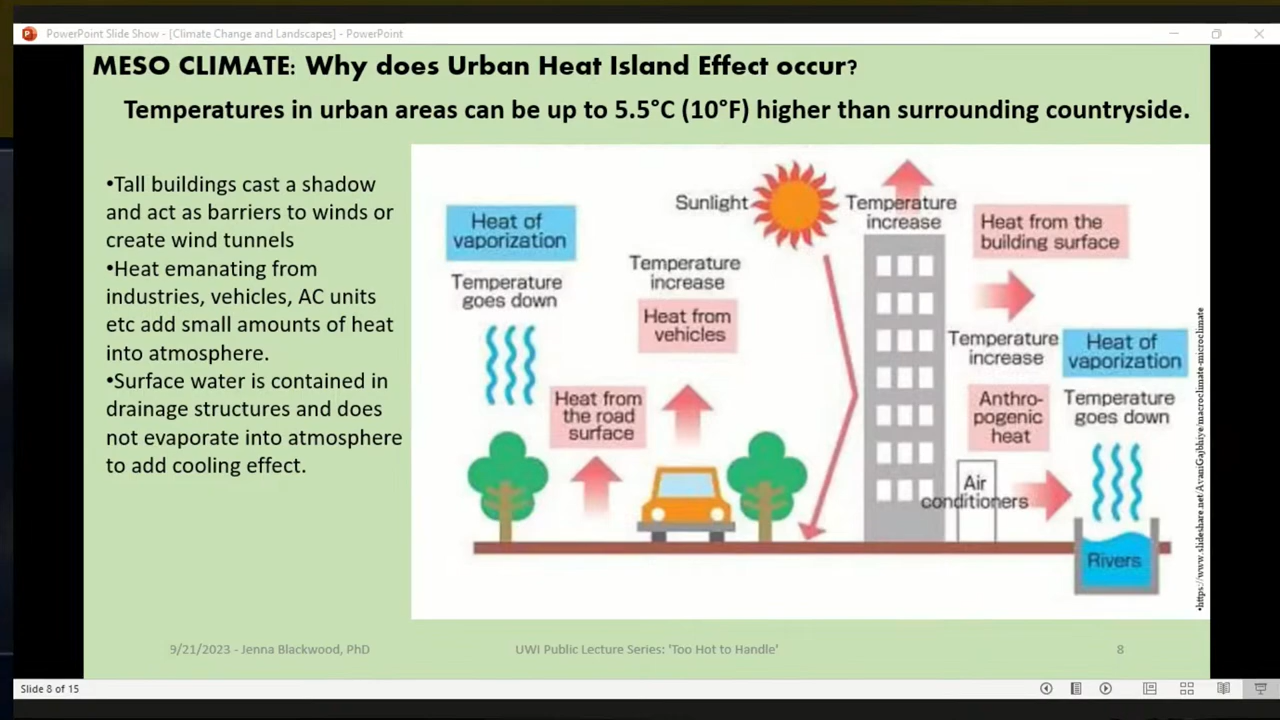 PowerPoint Slide Show - [Climate Change and Landscapes] - PowerPoint
MESO CLIMATE: Why does Urban Heat Island Effect occur?
Temperatures in urban areas can be up to 5.5°C (10°F) higher than surrounding countryside.
•Tall buildings cast a shadow
and act as barriers to winds or
create wind tunnels
•Heat emanating from
industries, vehicles, AC units
etc add small amounts of heat
into atmosphere.
•Surface water is contained in
drainage structures and does
not evaporate into atmosphere
to add cooling effect.
Heat of
vaporization
Temperature
goes down
Temperature
increase
Heat from
vehicles
Heat from
the road
surface
Sunlight
Temperature
increase
Heat from the
building surface
Temperature
increase
Anthro-
pogenic
heat
Air
conditioners
Heat of
vaporization
Temperature
goes down
Rivers
•https://www.slideshare.net/AvaniGajbhiye/macroclimate-microclimate
9/21/2023 - Jenna Blackwood, PhD
UWI Public Lecture Series: 'Too Hot to Handle'
8
Slide 8 of 15